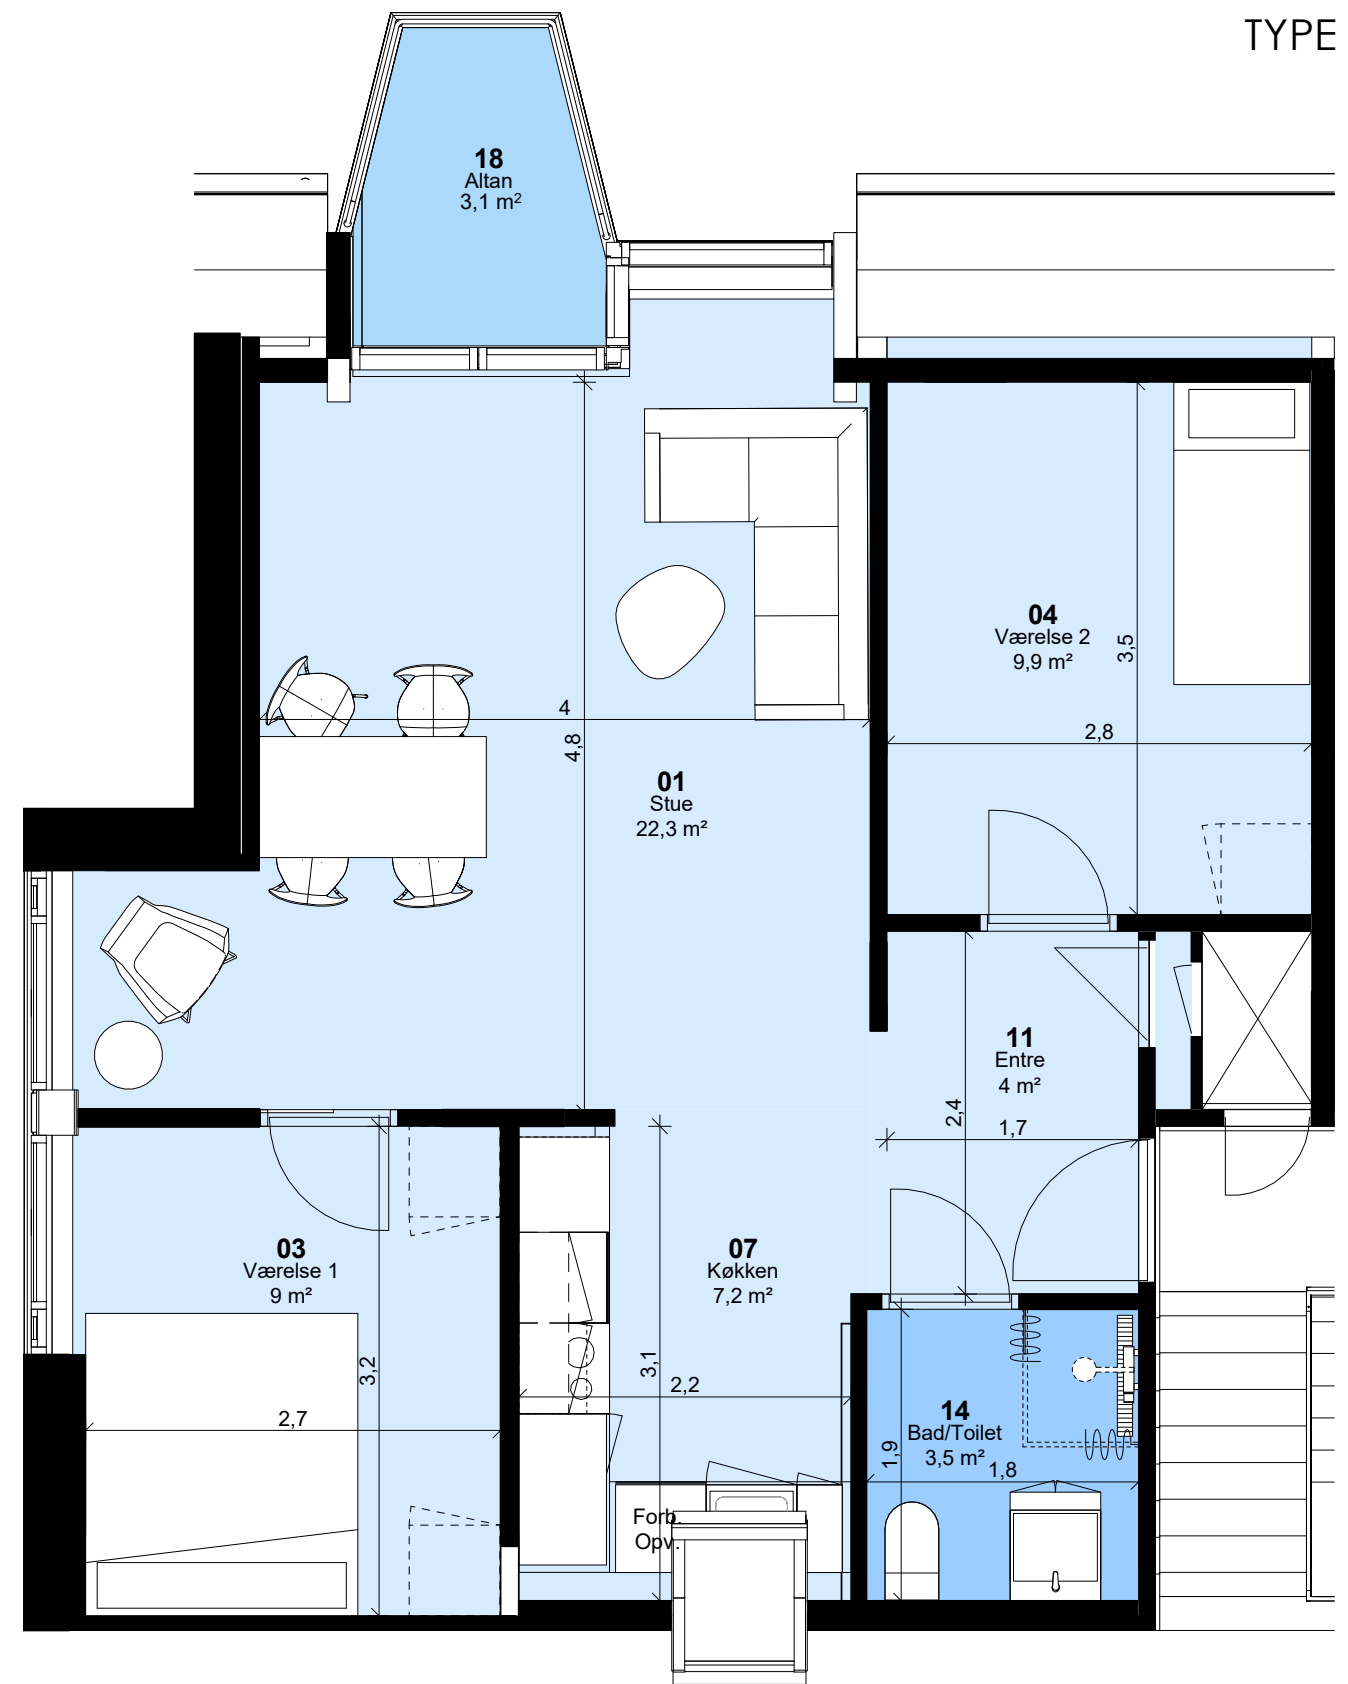 TYPE
18
Altan
3,1 m²
04
Værelse 2
9,9 m²
3,5
2,8
4
4,8
01
Stue
22,3 m²
11
Entre
4 m²
2,4
1,7
03
Værelse 1
9 m²
3,2
2,7
07
Køkken
7,2 m²
3,1
2,2
14
Bad/Toilet
3,5 m²
1,9
1,8
Forb.
Opv.